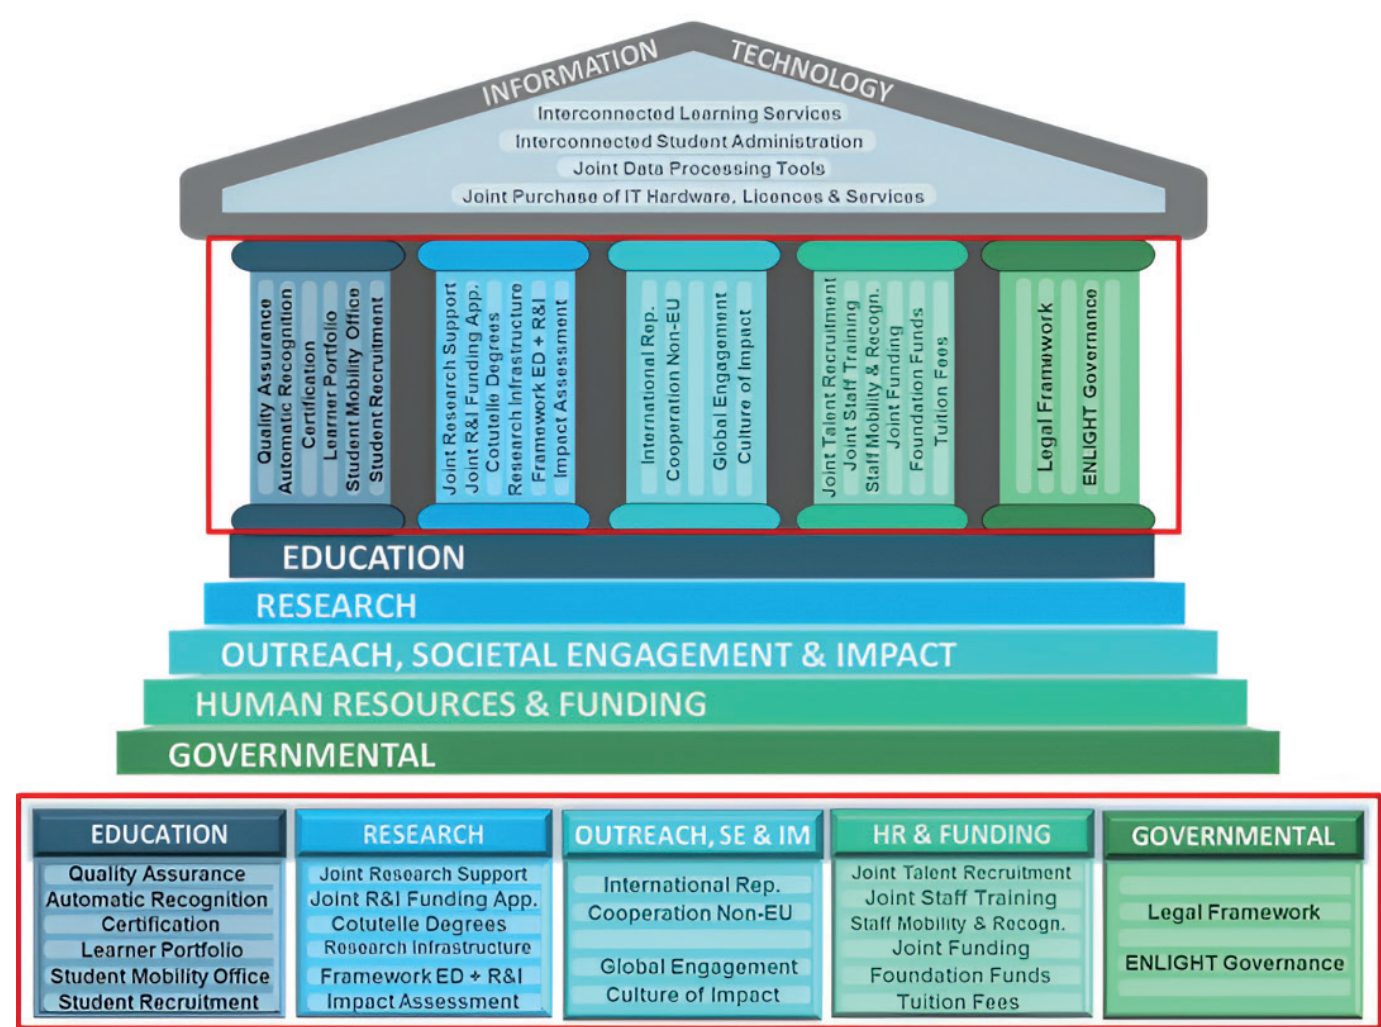 INFORMATION TECHNOLOGY
Interconnected Learning Services
Interconnected Student Administration
Joint Data Processing Tools
Joint Purchase of IT Hardware, Licences & Services
Quality Assurance
Automatic Recognition
Certification
Learner Portfolio
Student Mobility Office
Student Recruitment
Joint Research Support
Joint R&I Funding App.
Cotutelle Degrees
Research Infrastructure
Framework ED + R&I
Impact Assessment
International Rep.
Cooperation Non-EU
Global Engagement
Culture of Impact
Joint Talent Recruitment
Joint Staff Training
Staff Mobility & Recogn.
Joint Funding
Foundation Funds
Tuition Fees
Legal Framework
ENLIGHT Governance
EDUCATION
RESEARCH
OUTREACH, SOCIETAL ENGAGEMENT & IMPACT
HUMAN RESOURCES & FUNDING
GOVERNMENTAL
EDUCATION
Quality Assurance
Automatic Recognition
Certification
Learner Portfolio
Student Mobility Office
Student Recruitment
RESEARCH
Joint Research Support
Joint R&I Funding App.
Cotutelle Degrees
Research Infrastructure
Framework ED + R&I
Impact Assessment
OUTREACH, SE & IM
International Rep.
Cooperation Non-EU
Global Engagement
Culture of Impact
HR & FUNDING
Joint Talent Recruitment
Joint Staff Training
Staff Mobility & Recogn.
Joint Funding
Foundation Funds
Tuition Fees
GOVERNMENTAL
Legal Framework
ENLIGHT Governance